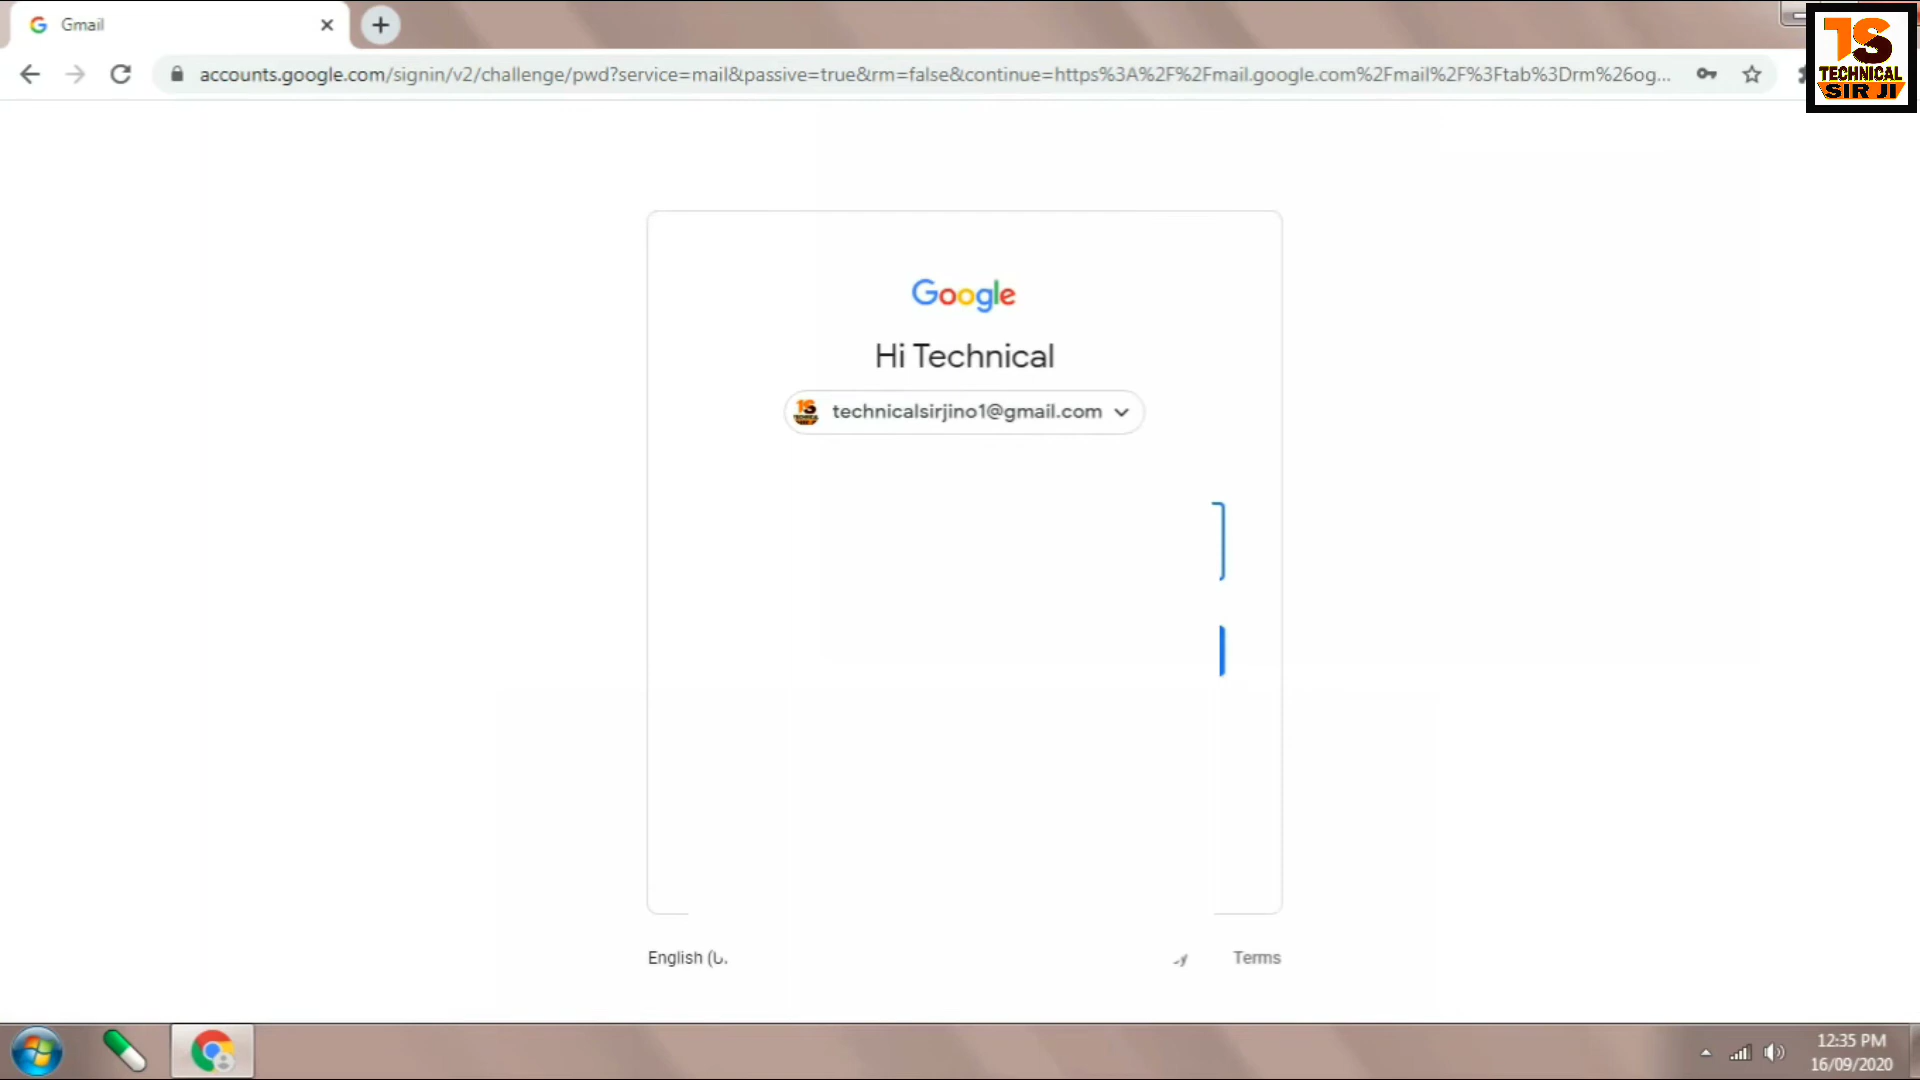 Gmail
accounts.google.com/signin/v2/challenge/pwd?service=mail&passive=true&rm=false&continue=https%3A%2F%2Fmail.google.com%2Fmail%2F%3Ftab%3Drm%26og...
1S
TECHNICAL
SIR JI
Google
Hi Technical
technicalsirjino1@gmail.com
English
Terms
12:35 PM
16/09/2020